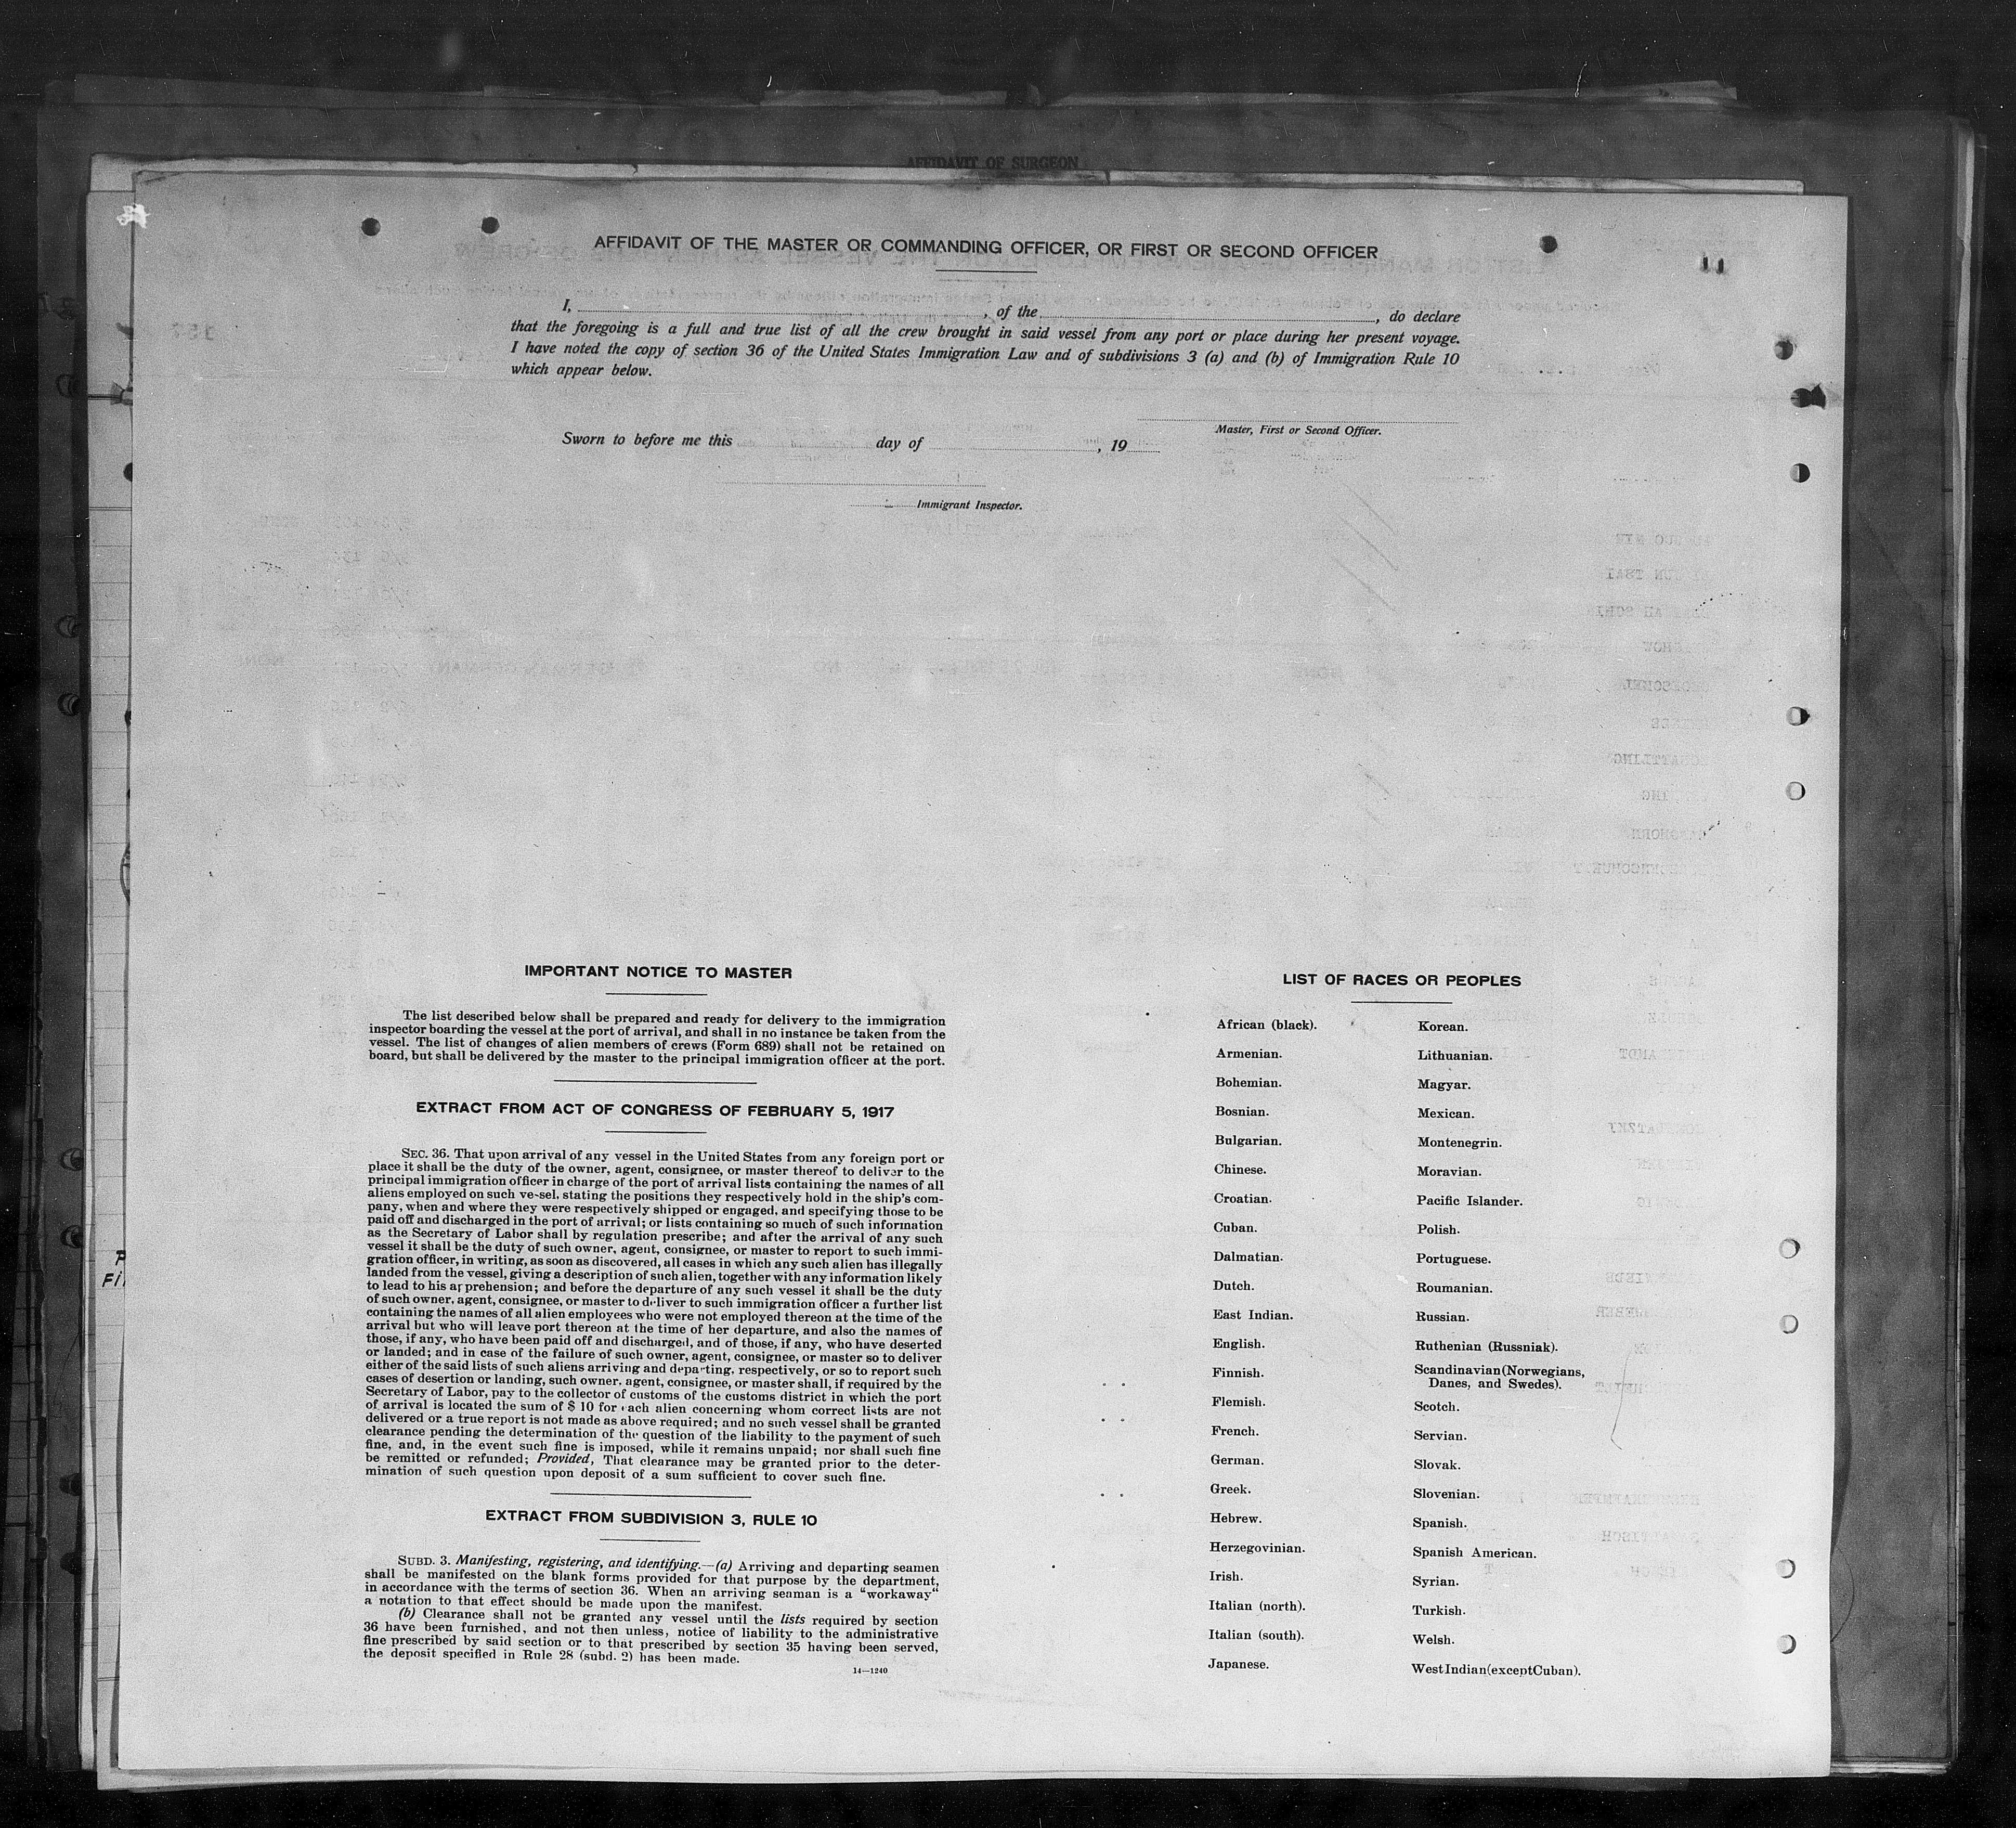 AFFIDAVIT OF SURGEON
AFFIDAVIT OF THE MASTER OR COMMANDING OFFICER, OR FIRST OR SECOND OFFICER
I, , of the , do declare
that the foregoing is a full and true list of all the crew brought in said vessel from any port or place during her present voyage.
I have noted the copy of section 36 of the United States Immigration Law and of subdivisions 3 (a) and (b) of Immigration Rule 10
which appear below.
Master, First or Second Officer.
Sworn to before me this day of , 19
Immigrant Inspector.
IMPORTANT NOTICE TO MASTER
The list described below shall be prepared and ready for delivery to the immigration
inspector boarding the vessel at the port of arrival, and shall in no instance be taken from the
vessel. The list of changes of alien members of crews (Form 689) shall not be retained on
board, but shall be delivered by the master to the principal immigration officer at the port.
EXTRACT FROM ACT OF CONGRESS OF FEBRUARY 5, 1917
SEC. 36. That upon arrival of any vessel in the United States from any foreign port or
place it shall be the duty of the owner, agent, consignee, or master thereof to deliver to the
principal immigration officer in charge of the port of arrival lists containing the names of all
aliens employed on such vessel, stating the positions they respectively hold in the ship's com-
pany, when and where they were respectively shipped or engaged, and specifying those to be
paid off and discharged in the port of arrival; or lists containing so much of such information
as the Secretary of Labor shall by regulation prescribe; and after the arrival of any such
vessel it shall be the duty of such owner, agent, consignee, or master to report to such immi-
gration officer, in writing, as soon as discovered, all cases in which any such alien has illegally
landed from the vessel, giving a description of such alien, together with any information likely
to lead to his apprehension; and before the departure of any such vessel it shall be the duty
of such owner, agent, consignee, or master to deliver to such immigration officer a further list
containing the names of all alien employees who were not employed thereon at the time of the
arrival but who will leave port thereon at the time of her departure, and also the names of
those, if any, who have been paid off and discharged, and of those, if any, who have deserted
or landed; and in case of the failure of such owner, agent, consignee, or master so to deliver
either of the said lists of such aliens arriving and departing, respectively, or so to report such
cases of desertion or landing, such owner, agent, consignee, or master shall, if required by the
Secretary of Labor, pay to the collector of customs of the customs district in which the port
of arrival is located the sum of $ 10 for each alien concerning whom correct lists are not
delivered or a true report is not made as above required; and no such vessel shall be granted
clearance pending the determination of the question of the liability to the payment of such
fine, and, in the event such fine is imposed, while it remains unpaid; nor shall such fine
be remitted or refunded; Provided, That clearance may be granted prior to the deter-
mination of such question upon deposit of a sum sufficient to cover such fine.
EXTRACT FROM SUBDIVISION 3, RULE 10
SUBD. 3. Manifesting, registering, and identifying.—(a) Arriving and departing seamen
shall be manifested on the blank forms provided for that purpose by the department,
in accordance with the terms of section 36. When an arriving seaman is a "workaway"
a notation to that effect should be made upon the manifest.
(b) Clearance shall not be granted any vessel until the lists required by section
36 have been furnished, and not then unless, notice of liability to the administrative
fine prescribed by said section or to that prescribed by section 35 having been served,
the deposit specified in Rule 28 (subd. 2) has been made.
14—1240
LIST OF RACES OR PEOPLES
African (black).
Armenian.
Bohemian.
Bosnian.
Bulgarian.
Chinese.
Croatian.
Cuban.
Dalmatian.
Dutch.
East Indian.
English.
Finnish.
Flemish.
French.
German.
Greek.
Hebrew.
Herzegovinian.
Irish.
Italian (north).
Italian (south).
Japanese.
Korean.
Lithuanian.
Magyar.
Mexican.
Montenegrin.
Moravian.
Pacific Islander.
Polish.
Portuguese.
Roumanian.
Russian.
Ruthenian (Russniak).
Scandinavian (Norwegians,
Danes, and Swedes).
Scotch.
Servian.
Slovak.
Slovenian.
Spanish.
Spanish American.
Syrian.
Turkish.
Welsh.
West Indian (except Cuban).